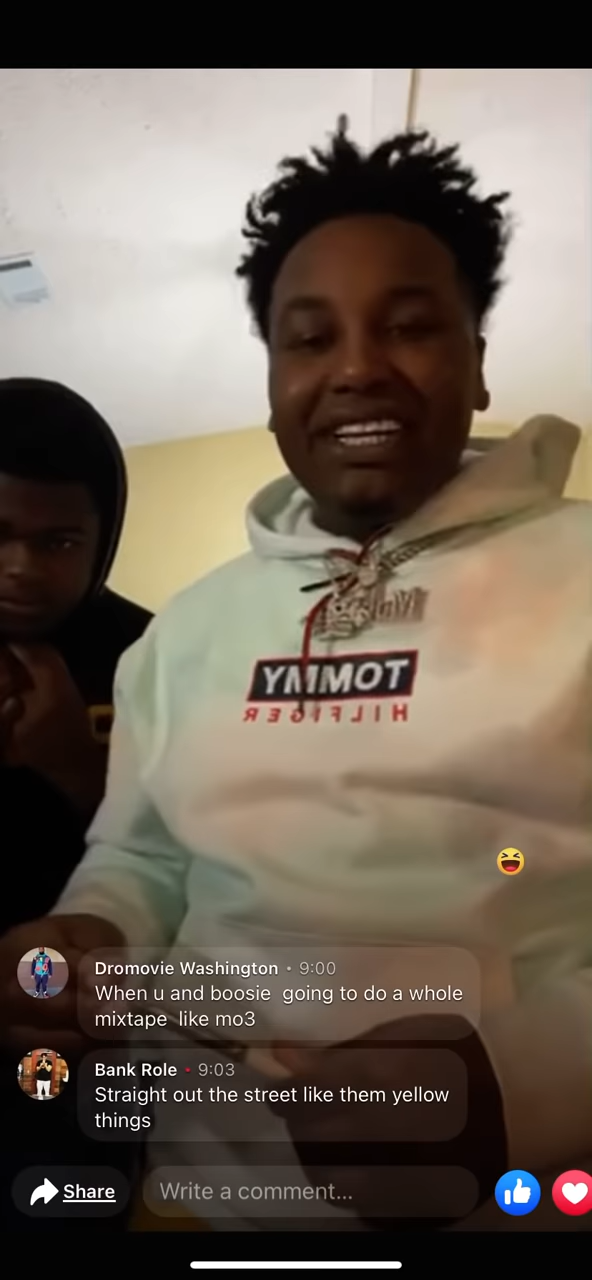 TOMMY
HILFIGER
Dromovie Washington • 9:00
When u and boosie going to do a whole
mixtape like mo3
Bank Role • 9:03
Straight out the street like them yellow
things
Share
Write a comment...